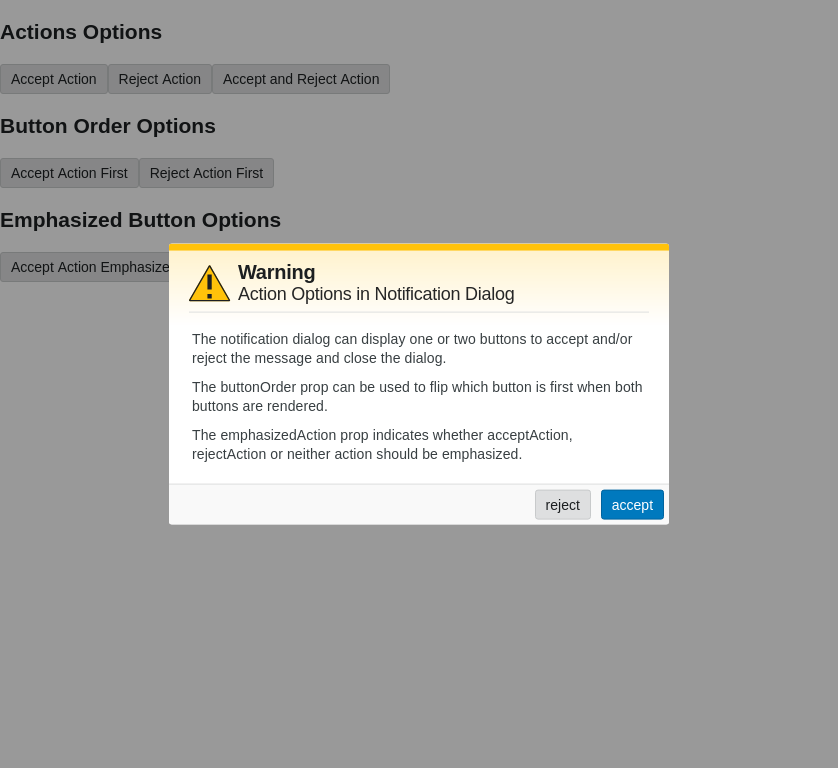 Actions Options
Accept Action Reject Action Accept and Reject Action
Button Order Options
Accept Action First Reject Action First
Emphasized Button Options
Accept Action Emphasize
Warning
Action Options in Notification Dialog
The notification dialog can display one or two buttons to accept and/or
reject the message and close the dialog.
The buttonOrder prop can be used to flip which button is first when both
buttons are rendered.
The emphasizedAction prop indicates whether acceptAction,
rejectAction or neither action should be emphasized.
reject accept